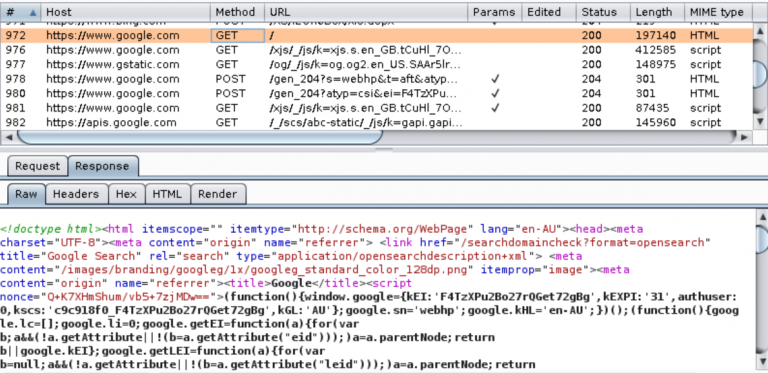 # Host Method URL Params Edited Status Length MIME type
972 https://www.google.com GET / 200 197140 HTML
976 https://www.google.com GET /xjs/_/js/k=xjs.s.en_GB.tCuHl_7O... 200 412585 script
977 https://www.gstatic.com GET /og/_/js/k=og.og2.en_US.SAAr5lr... 200 148975 script
978 https://www.google.com POST /gen_204?s=webhp&t=aft&atyp... ✓ 204 301 HTML
980 https://www.google.com POST /gen_204?atyp=csi&ei=F4TzXPu... ✓ 204 301 HTML
981 https://www.google.com GET /xjs/_/js/k=xjs.s.en_GB.tCuHl_7O... ✓ 200 87435 script
982 https://apis.google.com GET /_/scs/abc-static/_/js/k=gapi.gapi... 200 145960 script
Request Response
Raw Headers Hex HTML Render
<!doctype html><html itemscope="" itemtype="http://schema.org/WebPage" lang="en-AU"><head><meta
charset="UTF-8"><meta content="origin" name="referrer"> <link href="/searchdomaincheck?format=opensearch"
title="Google Search" rel="search" type="application/opensearchdescription+xml"> <meta
content="/images/branding/googleg/1x/googleg_standard_color_128dp.png" itemprop="image"><meta
content="origin" name="referrer"><title>Google</title><script
nonce="Q+K7XHmShum/vb5+7zjMDw==">(function(){window.google={kEI:'F4TzXPu2Bo27rQGet72gBg',kEXPI:'31',authuser:
0,kscs:'c9c918f0_F4TzXPu2Bo27rQGet72gBg',kGL:'AU'};google.sn='webhp';google.kHL='en-AU';})();(function(){goog
le.lc=[];google.li=0;google.getEI=function(a){for(var
b;a&&(!a.getAttribute||!(b=a.getAttribute("eid")));)a=a.parentNode;return
b||google.kEI};google.getLEI=function(a){for(var
b=null;a&&(!a.getAttribute||!(b=a.getAttribute("leid")));)a=a.parentNode;return